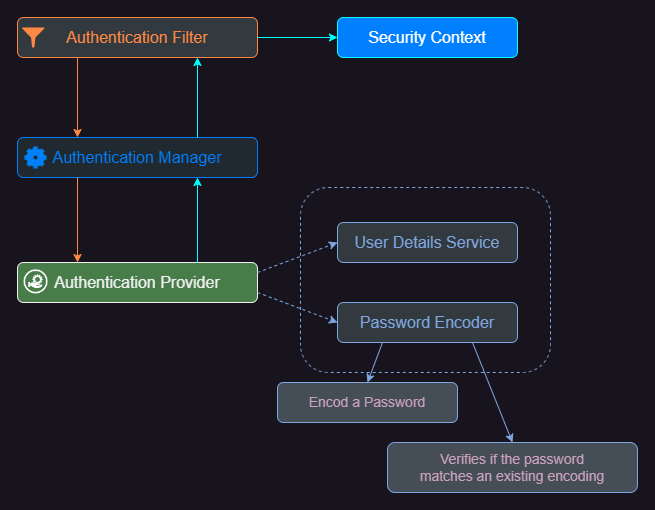 Authentication Filter
Security Context
Authentication Manager
User Details Service
Authentication Provider
Password Encoder
Encod a Password
Verifies if the password
matches an existing encoding